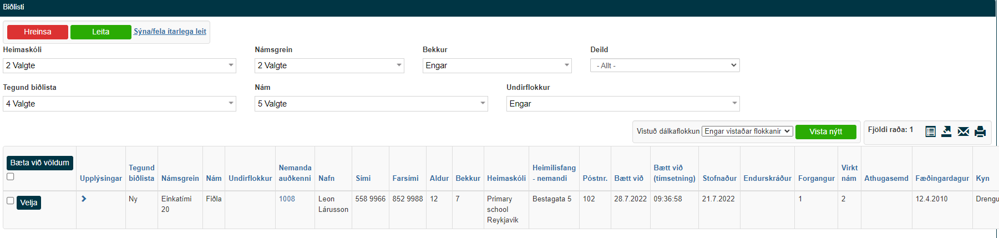 Biðlisti
Hreinsa Leita Sýna/fela ítarlega leit
Heimaskóli Námsgrein Bekkur Deild
2 Valgte 2 Valgte Engar - Allt -
Tegund biðlista Nám Undirflokkur
4 Valgte 5 Valgte Engar
Vistuð dálkaflokkun Engar vistaðar flokkanir Vista nýtt Fjöldi raða: 1
Bæta við völdum
Upplýsingar
Tegund
biðlista
Námsgrein
Nám
Undirflokkur
Nemanda
auðkenni
Nafn
Sími
Farsími
Aldur
Bekkur
Heimaskóli
Heimilisfang
- nemandi
Póstnr.
Bætt við
Bætt við
(tímsetning)
Stofnaður
Endurskráður
Forgangur
Virkt
nám
Athugasemd
Fæðingardagur
Kyn
Velja
Ny
Einkatími
20
Fiðla
1008
Leon
Lárusson
558 9966
852 9988
12
7
Primary
school
Reykjavik
Bestagata 5
102
28.7.2022
09:36:58
21.7.2022
1
2
12.4.2010
Drengu